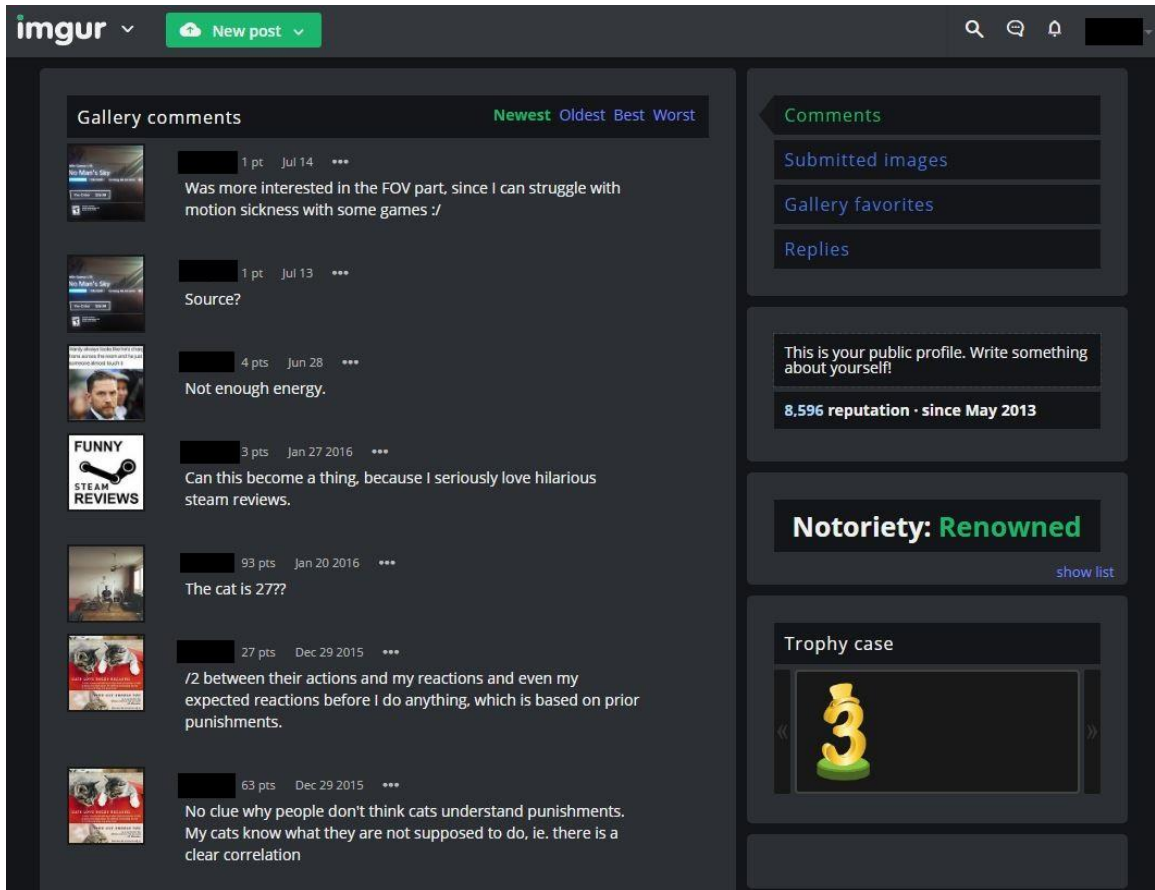 imgur
New post
Gallery comments
Newest Oldest Best Worst
1 pt Jul 14 •••
Was more interested in the FOV part, since I can struggle with
motion sickness with some games :/
No Man's Sky
1 pt Jul 13 •••
Source?
No Man's Sky
4 pts Jun 28 •••
Not enough energy.
3 pts Jan 27 2016 •••
Can this become a thing, because I seriously love hilarious
steam reviews.
FUNNY
STEAM
REVIEWS
93 pts Jan 20 2016 •••
The cat is 27??
27 pts Dec 29 2015 •••
/2 between their actions and my reactions and even my
expected reactions before I do anything, which is based on prior
punishments.
63 pts Dec 29 2015 •••
No clue why people don't think cats understand punishments.
My cats know what they are not supposed to do, ie. there is a
clear correlation
Comments
Submitted images
Gallery favorites
Replies
This is your public profile. Write something
about yourself!
8,596 reputation · since May 2013
Notoriety: Renowned
show list
Trophy case
«
3
»